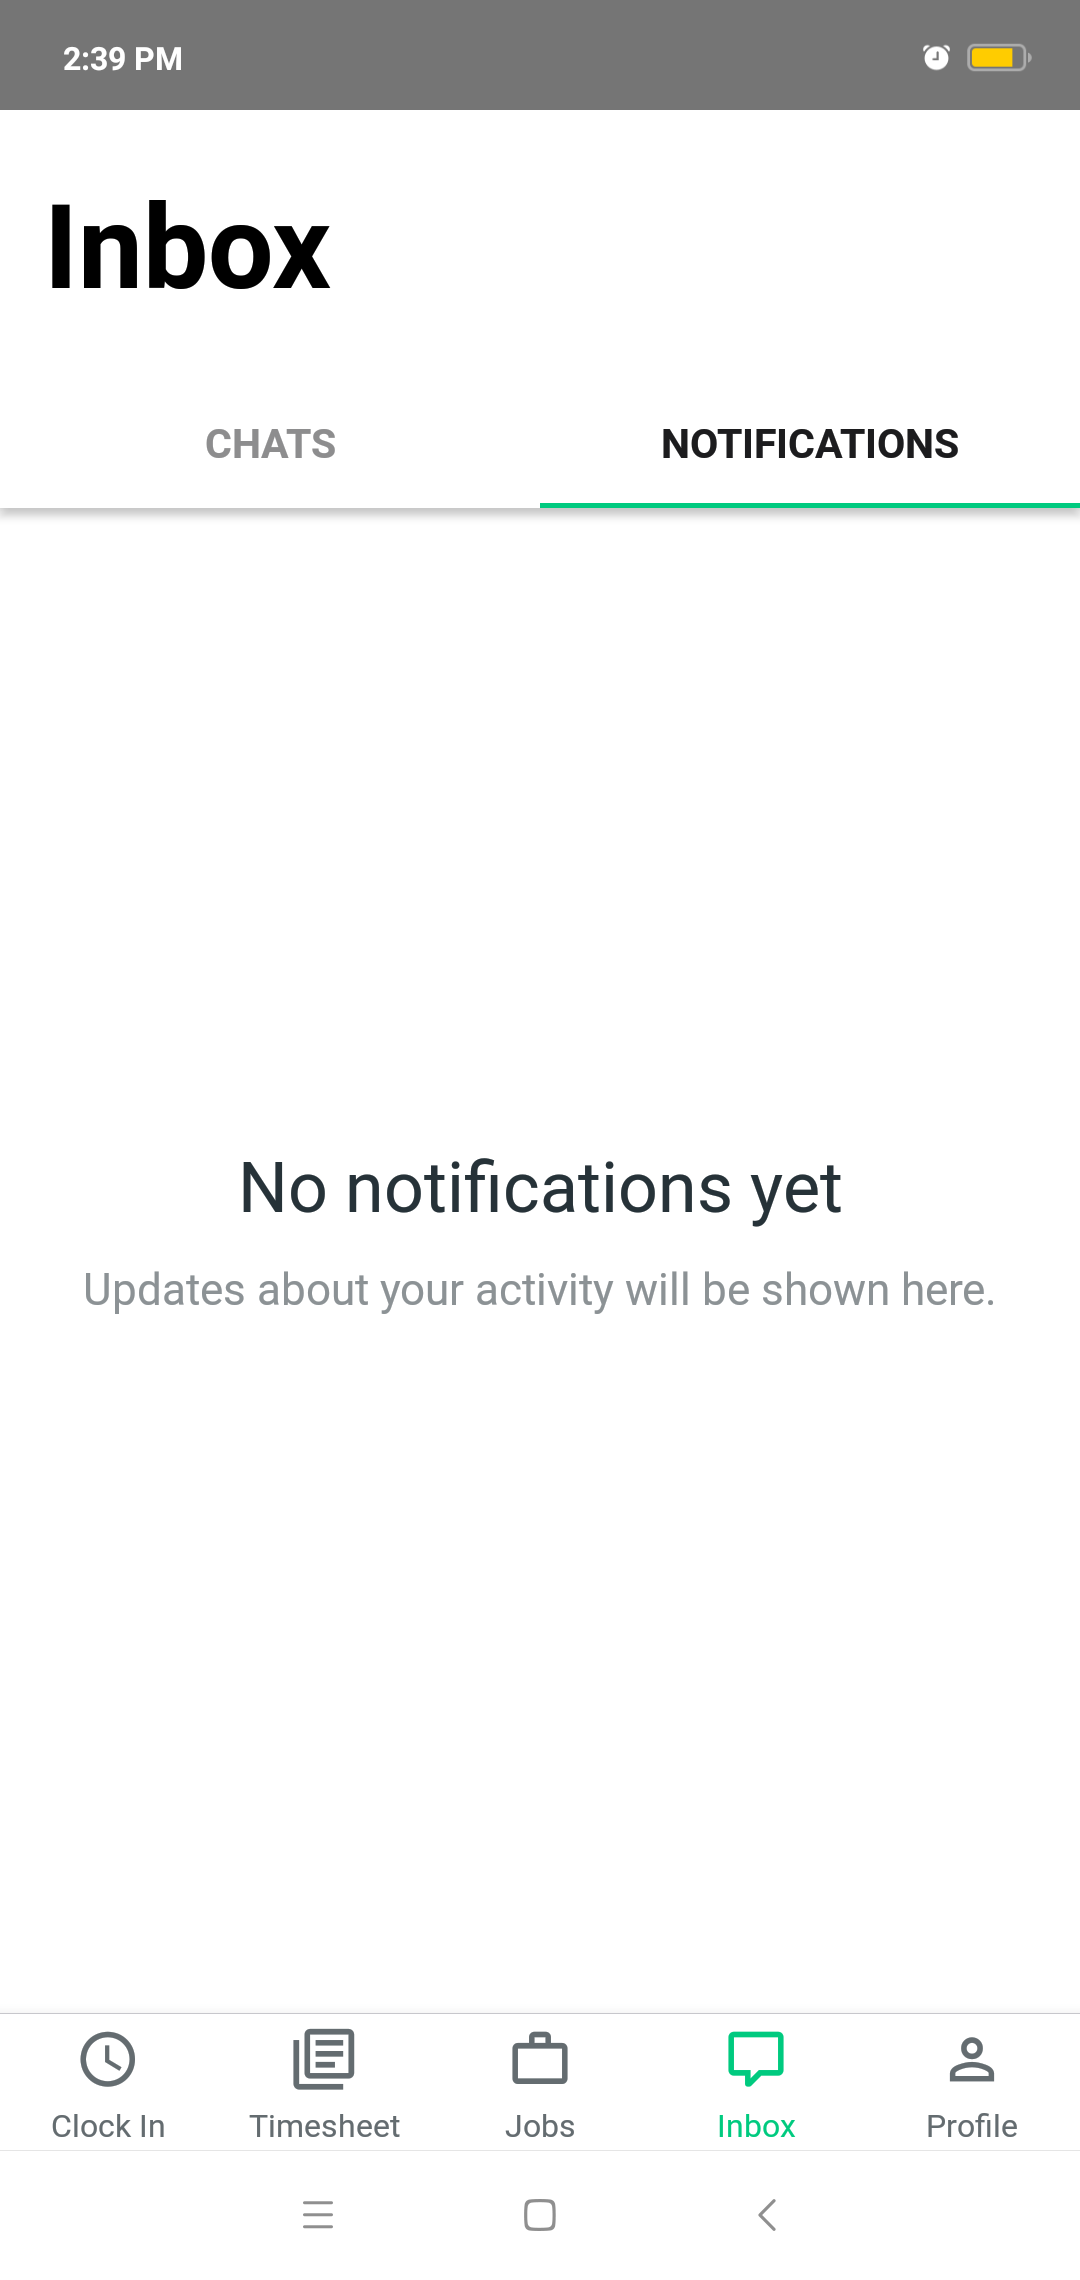 2:39 PM
Inbox
CHATS
NOTIFICATIONS
No notifications yet
Updates about your activity will be shown here.
Clock In
Timesheet
Jobs
Inbox
Profile